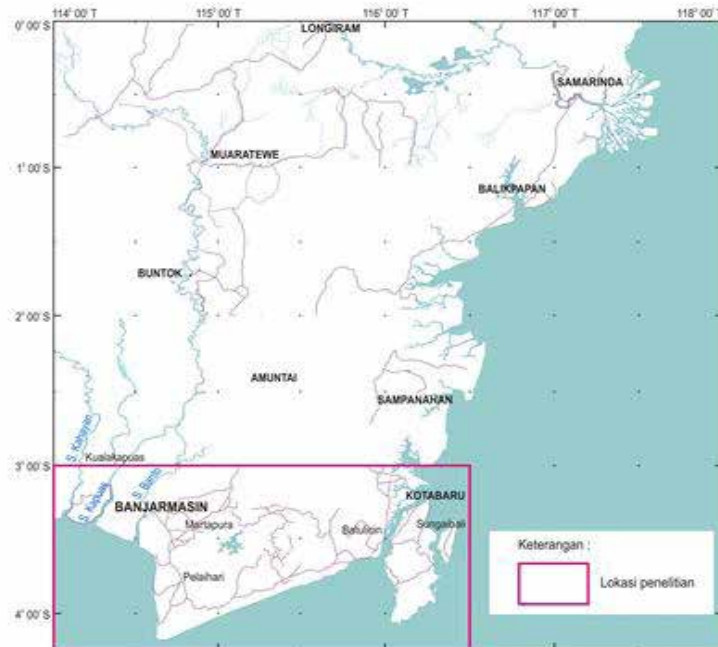 114° 00' T
115° 00' T
116° 00' T
117° 00' T
118° 00' T
0° 00' S
LONGIRAM
SAMARINDA
MUARATEWE
1° 00' S
BALIKPAPAN
BUNTOK
2° 00' S
AMUNTAI
SAMPANAHAN
S. Kahayan
Kualakapuas
3° 00' S
S. Kapuas
S. Barito
BANJARMASIN
KOTABARU
Martapura
Batulicin
Sungaibali
Keterangan :
Pelaihari
Lokasi penelitian
4° 00' S